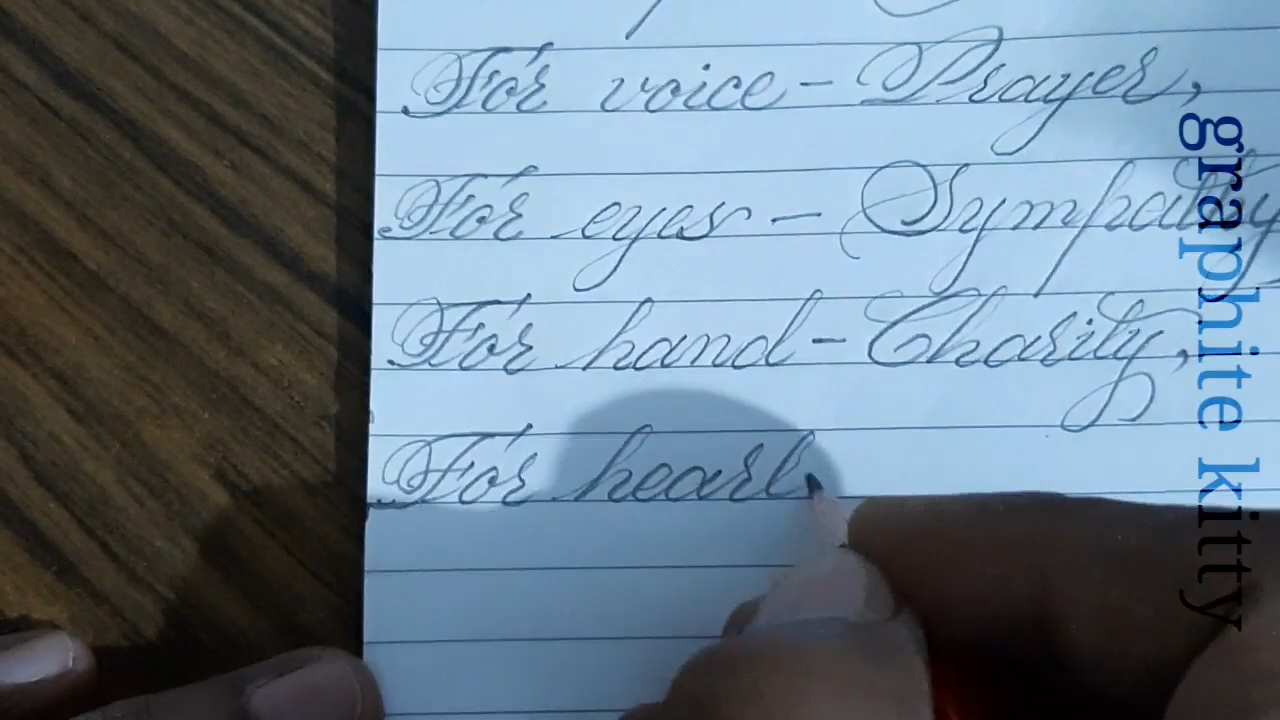 For voice - Prayer,
For eyes - Sympathy
For hand - Charity,
For heart
graphite kitty